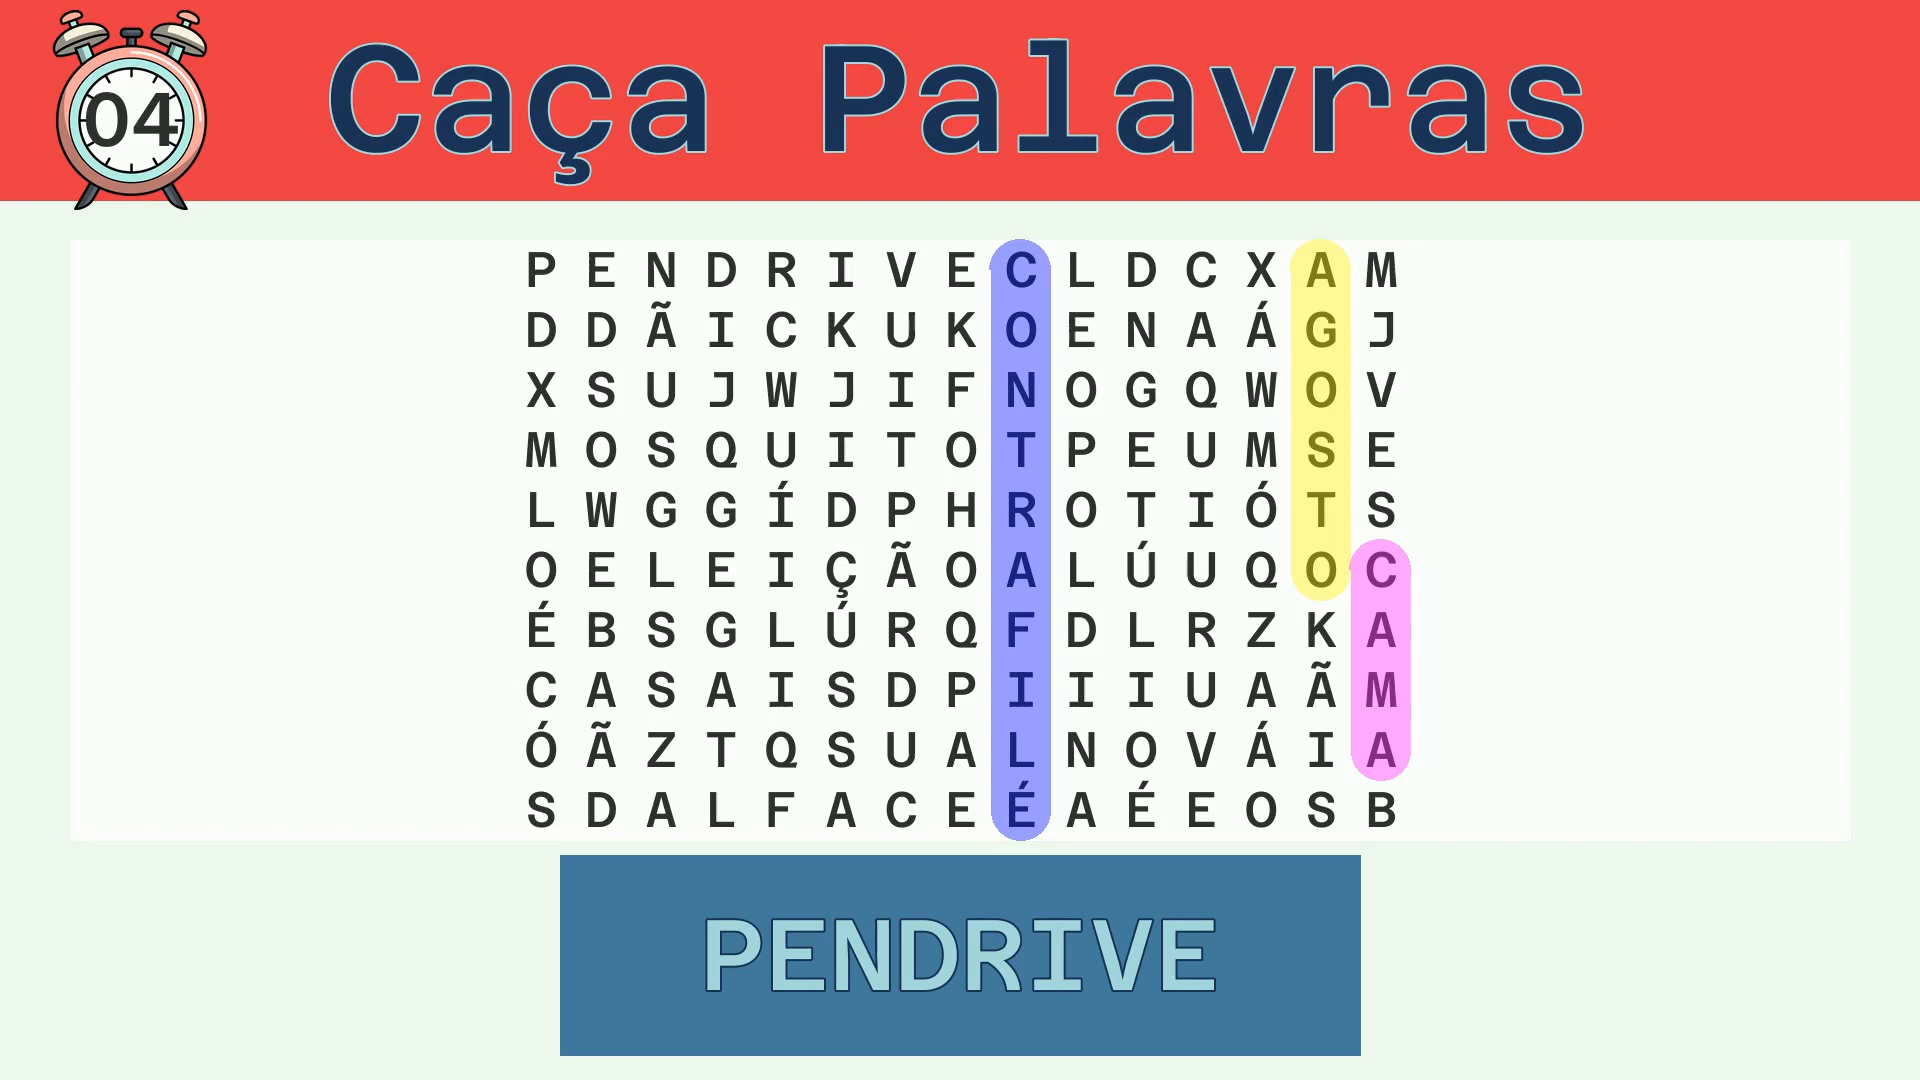 04
Caça Palavras
P E N D R I V E C L D C X A M
D D Ã I C K U K O E N A Á G J
X S U J W J I F N O G Q W O V
M O S Q U I T O T P E U M S E
L W G G Í D P H R O T I Ó T S
O E L E I Ç Ã O A L Ú U Q O C
É B S G L Ú R Q F D L R Z K A
C A S A I S D P I I I U A Ã M
Ó Ã Z T Q S U A L N O V Á I A
S D A L F A C E É A É E O S B
PENDRIVE